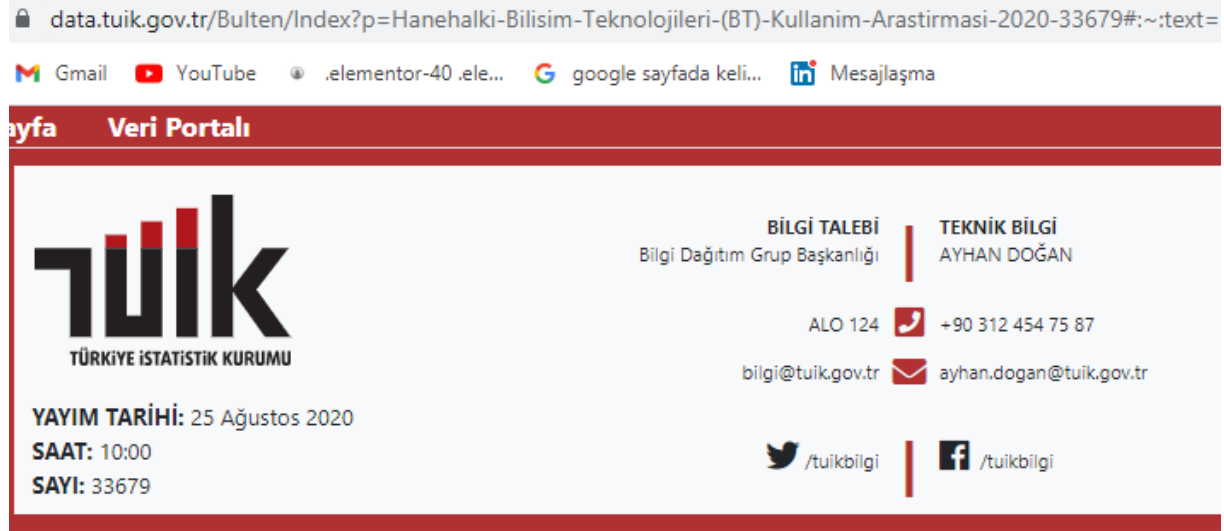 data.tuik.gov.tr/Bulten/Index?p=Hanehalki-Bilisim-Teknolojileri-(BT)-Kullanim-Arastirmasi-2020-33679#:~:text=
Gmail YouTube .elementor-40 .ele... google sayfada keli... Mesajlaşma
ayfa Veri Portalı
tüik
TÜRKİYE İSTATİSTİK KURUMU
YAYIM TARİHİ: 25 Ağustos 2020
SAAT: 10:00
SAYI: 33679
BİLGİ TALEBİ
Bilgi Dağıtım Grup Başkanlığı
ALO 124
bilgi@tuik.gov.tr
/tuikbilgi
TEKNİK BİLGİ
AYHAN DOĞAN
+90 312 454 75 87
ayhan.dogan@tuik.gov.tr
/tuikbilgi